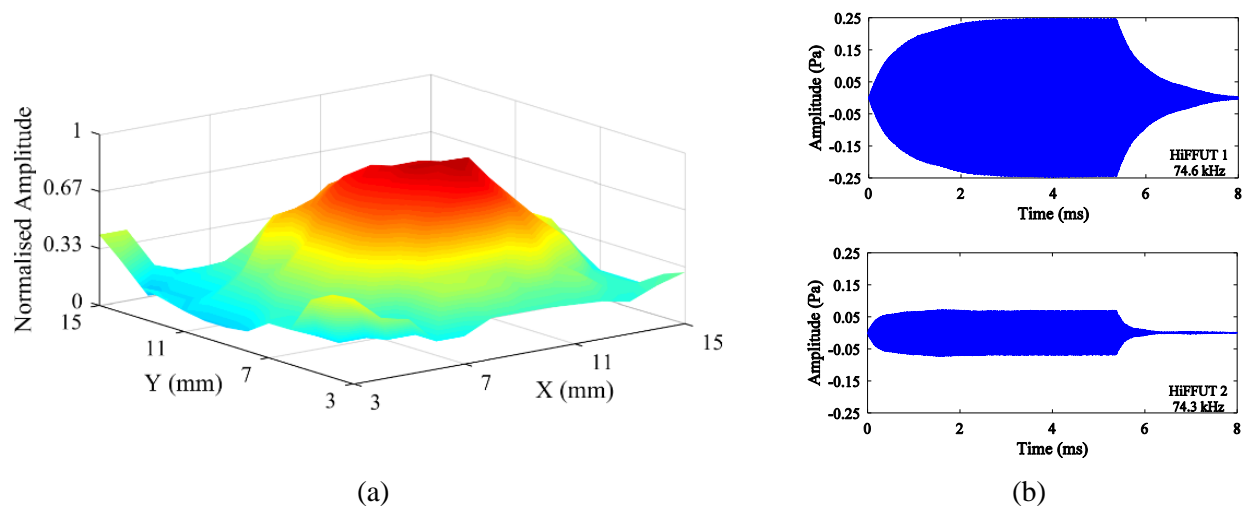 Normalised Amplitude
1
0.67
0.33
0
15
11
7
3
Y (mm)
3
7
11
15
X (mm)
(a)
Amplitude (Pa)
0.25
0.15
0.05
-0.05
-0.15
-0.25
HiFFUT 1
74.6 kHz
0 2 4 6 8
Time (ms)
Amplitude (Pa)
0.25
0.15
0.05
-0.05
-0.15
-0.25
HiFFUT 2
74.3 kHz
0 2 4 6 8
Time (ms)
(b)